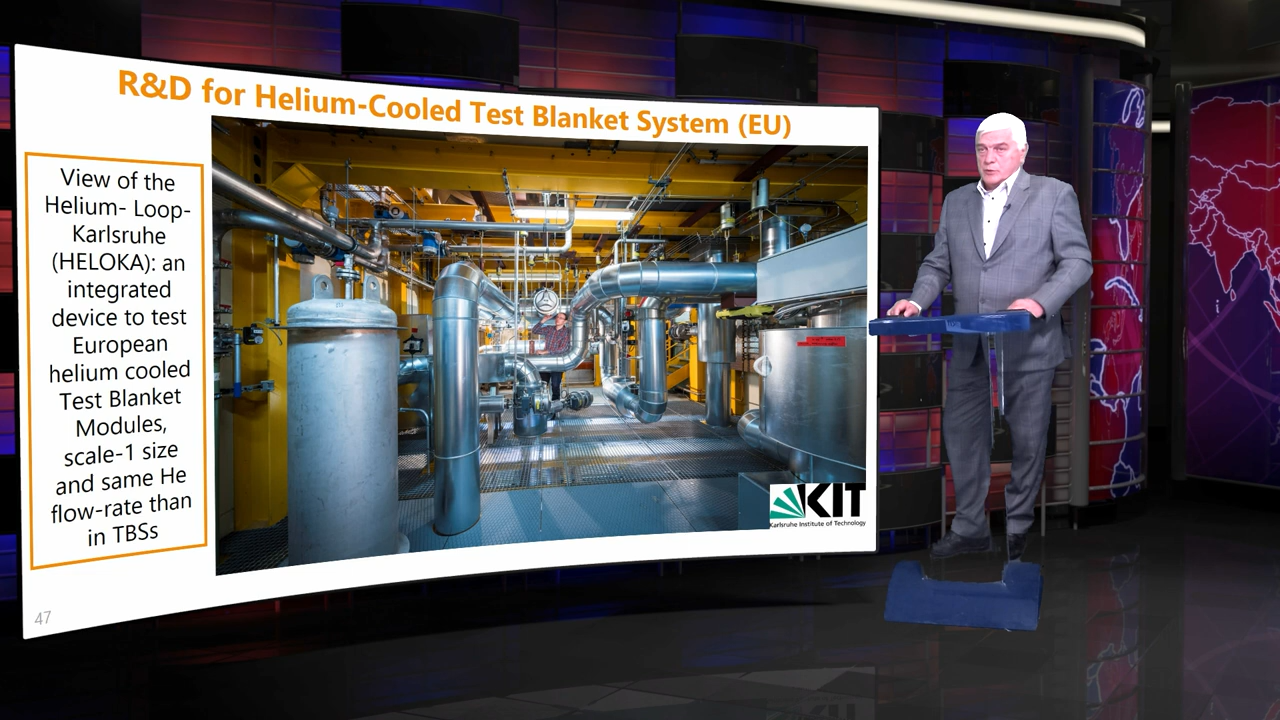 R&D for Helium-Cooled Test Blanket System (EU)
View of the
Helium- Loop-
Karlsruhe
(HELOKA): an
integrated
device to test
European
helium cooled
Test Blanket
Modules,
scale-1 size
and same He
flow-rate than
in TBSs
KIT
Karlsruhe Institute of Technology
47